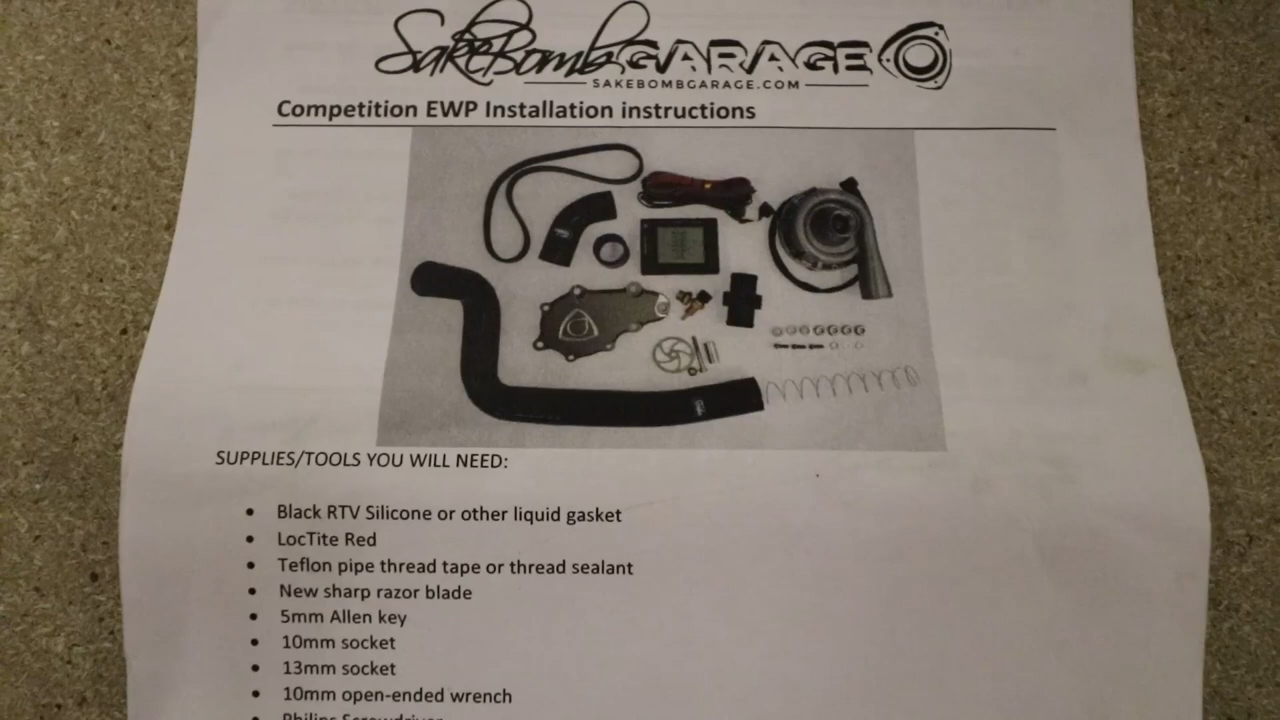 SakeBombGARAGE
SAKEBOMBGARAGE.COM
Competition EWP Installation instructions
SUPPLIES/TOOLS YOU WILL NEED:
• Black RTV Silicone or other liquid gasket
• LocTite Red
• Teflon pipe thread tape or thread sealant
• New sharp razor blade
• 5mm Allen key
• 10mm socket
• 13mm socket
• 10mm open-ended wrench
• Philips Screwdriver